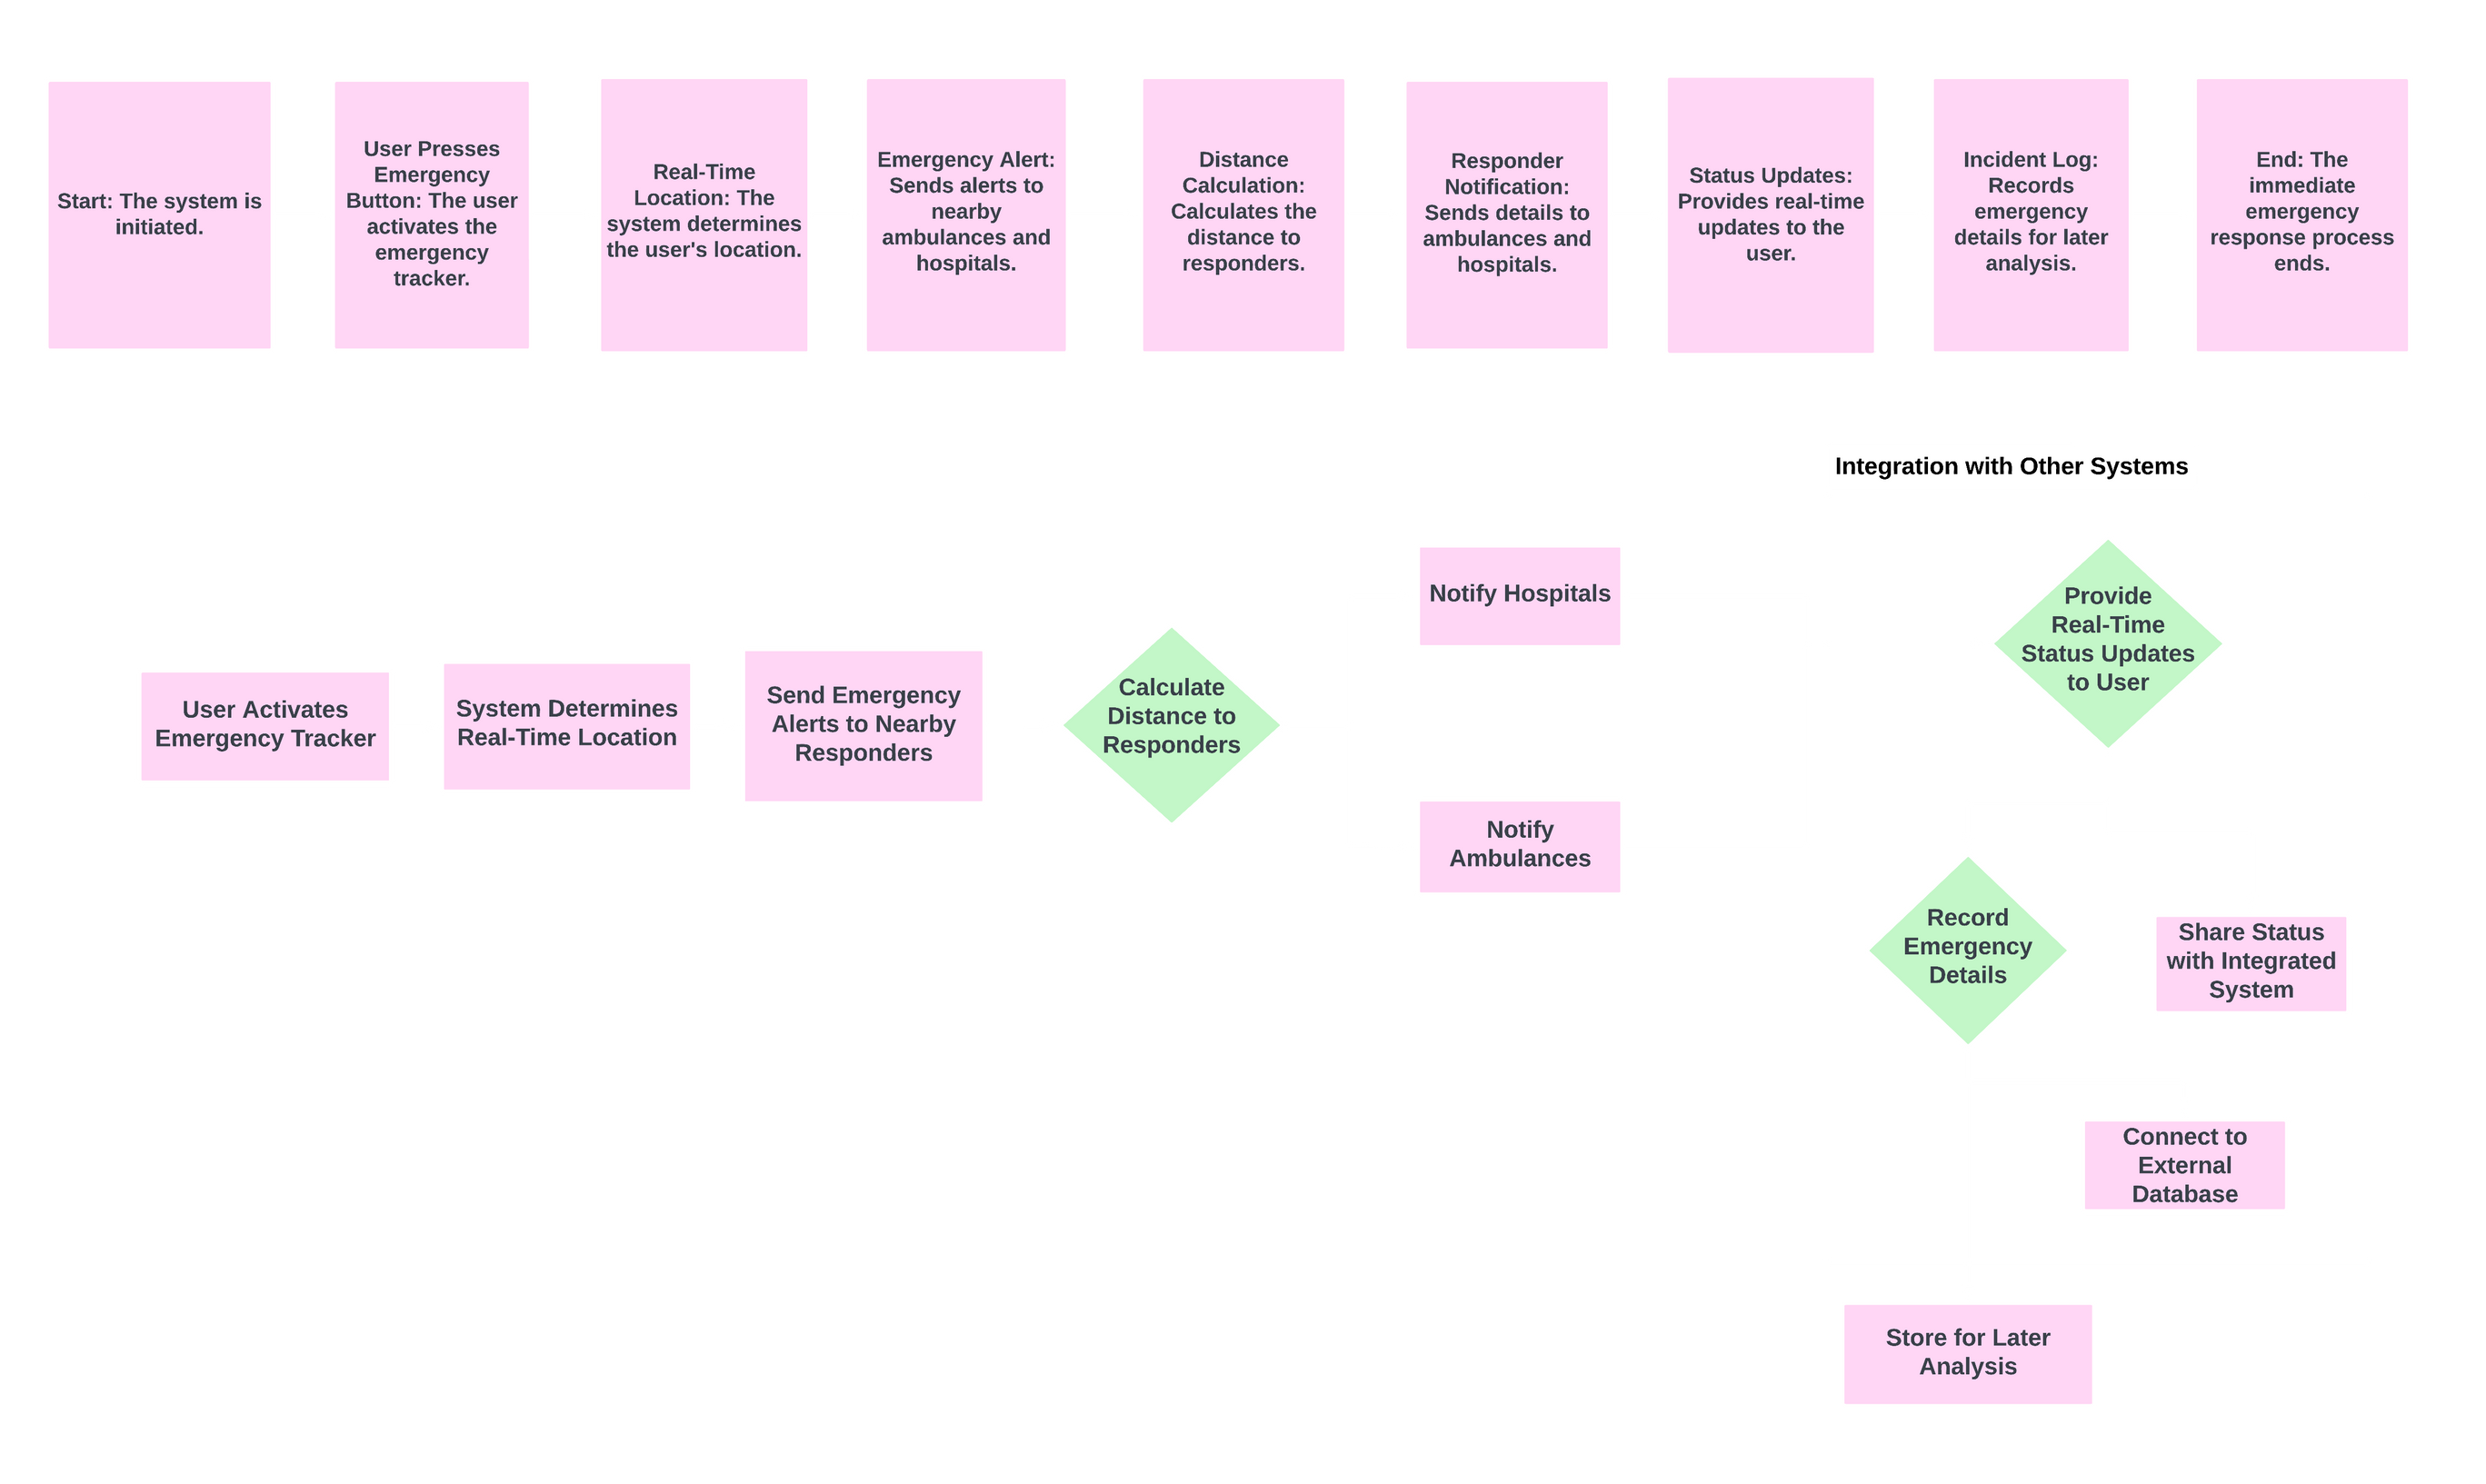 Start: The system is
initiated.
User Presses
Emergency
Button: The user
activates the
emergency
tracker.
Real-Time
Location: The
system determines
the user's location.
Emergency Alert:
Sends alerts to
nearby
ambulances and
hospitals.
Distance
Calculation:
Calculates the
distance to
responders.
Responder
Notification:
Sends details to
ambulances and
hospitals.
Status Updates:
Provides real-time
updates to the
user.
Incident Log:
Records
emergency
details for later
analysis.
End: The
immediate
emergency
response process
ends.
Integration with Other Systems
User Activates
Emergency Tracker
System Determines
Real-Time Location
Send Emergency
Alerts to Nearby
Responders
Calculate
Distance to
Responders
Notify Hospitals
Notify
Ambulances
Provide
Real-Time
Status Updates
to User
Record
Emergency
Details
Share Status
with Integrated
System
Connect to
External
Database
Store for Later
Analysis